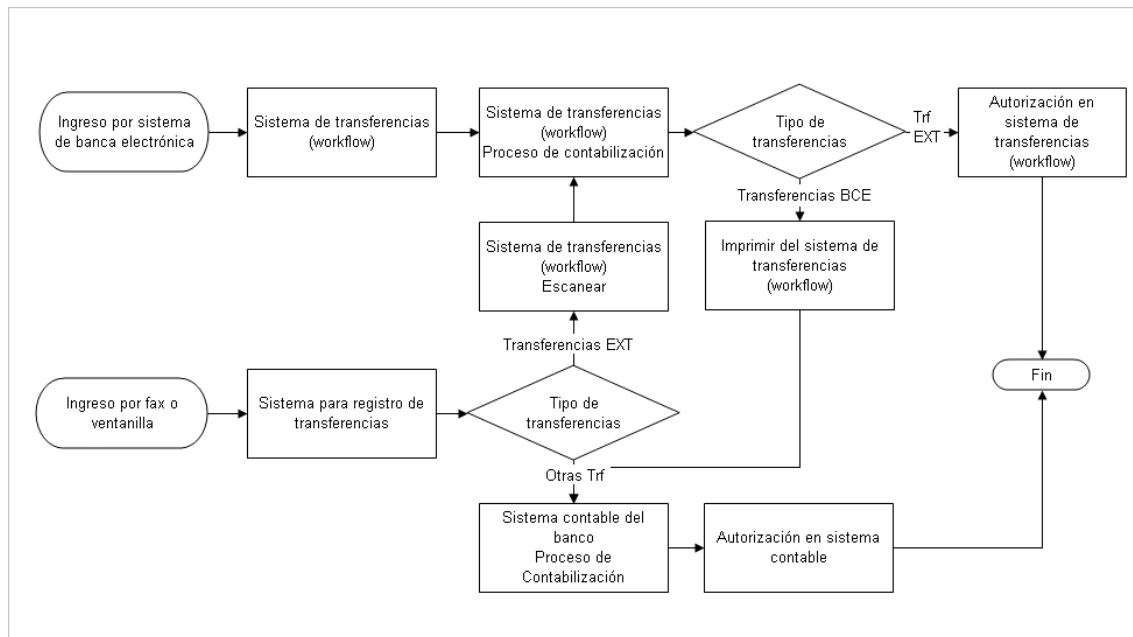 Ingreso por sistema
de banca electrónica
Sistema de transferencias
(workflow)
Sistema de transferencias
(workflow)
Proceso de contabilización
Tipo de
transferencias
Trf
EXT
Autorización en
sistema de
transferencias
(workflow)
Transferencias BCE
Sistema de transferencias
(workflow)
Escanear
Imprimir del sistema de
transferencias
(workflow)
Transferencias EXT
Fin
Ingreso por fax o
ventanilla
Sistema para registro de
transferencias
Tipo de
transferencias
Otras Trf
Sistema contable del
banco
Proceso de
Contabilización
Autorización en sistema
contable